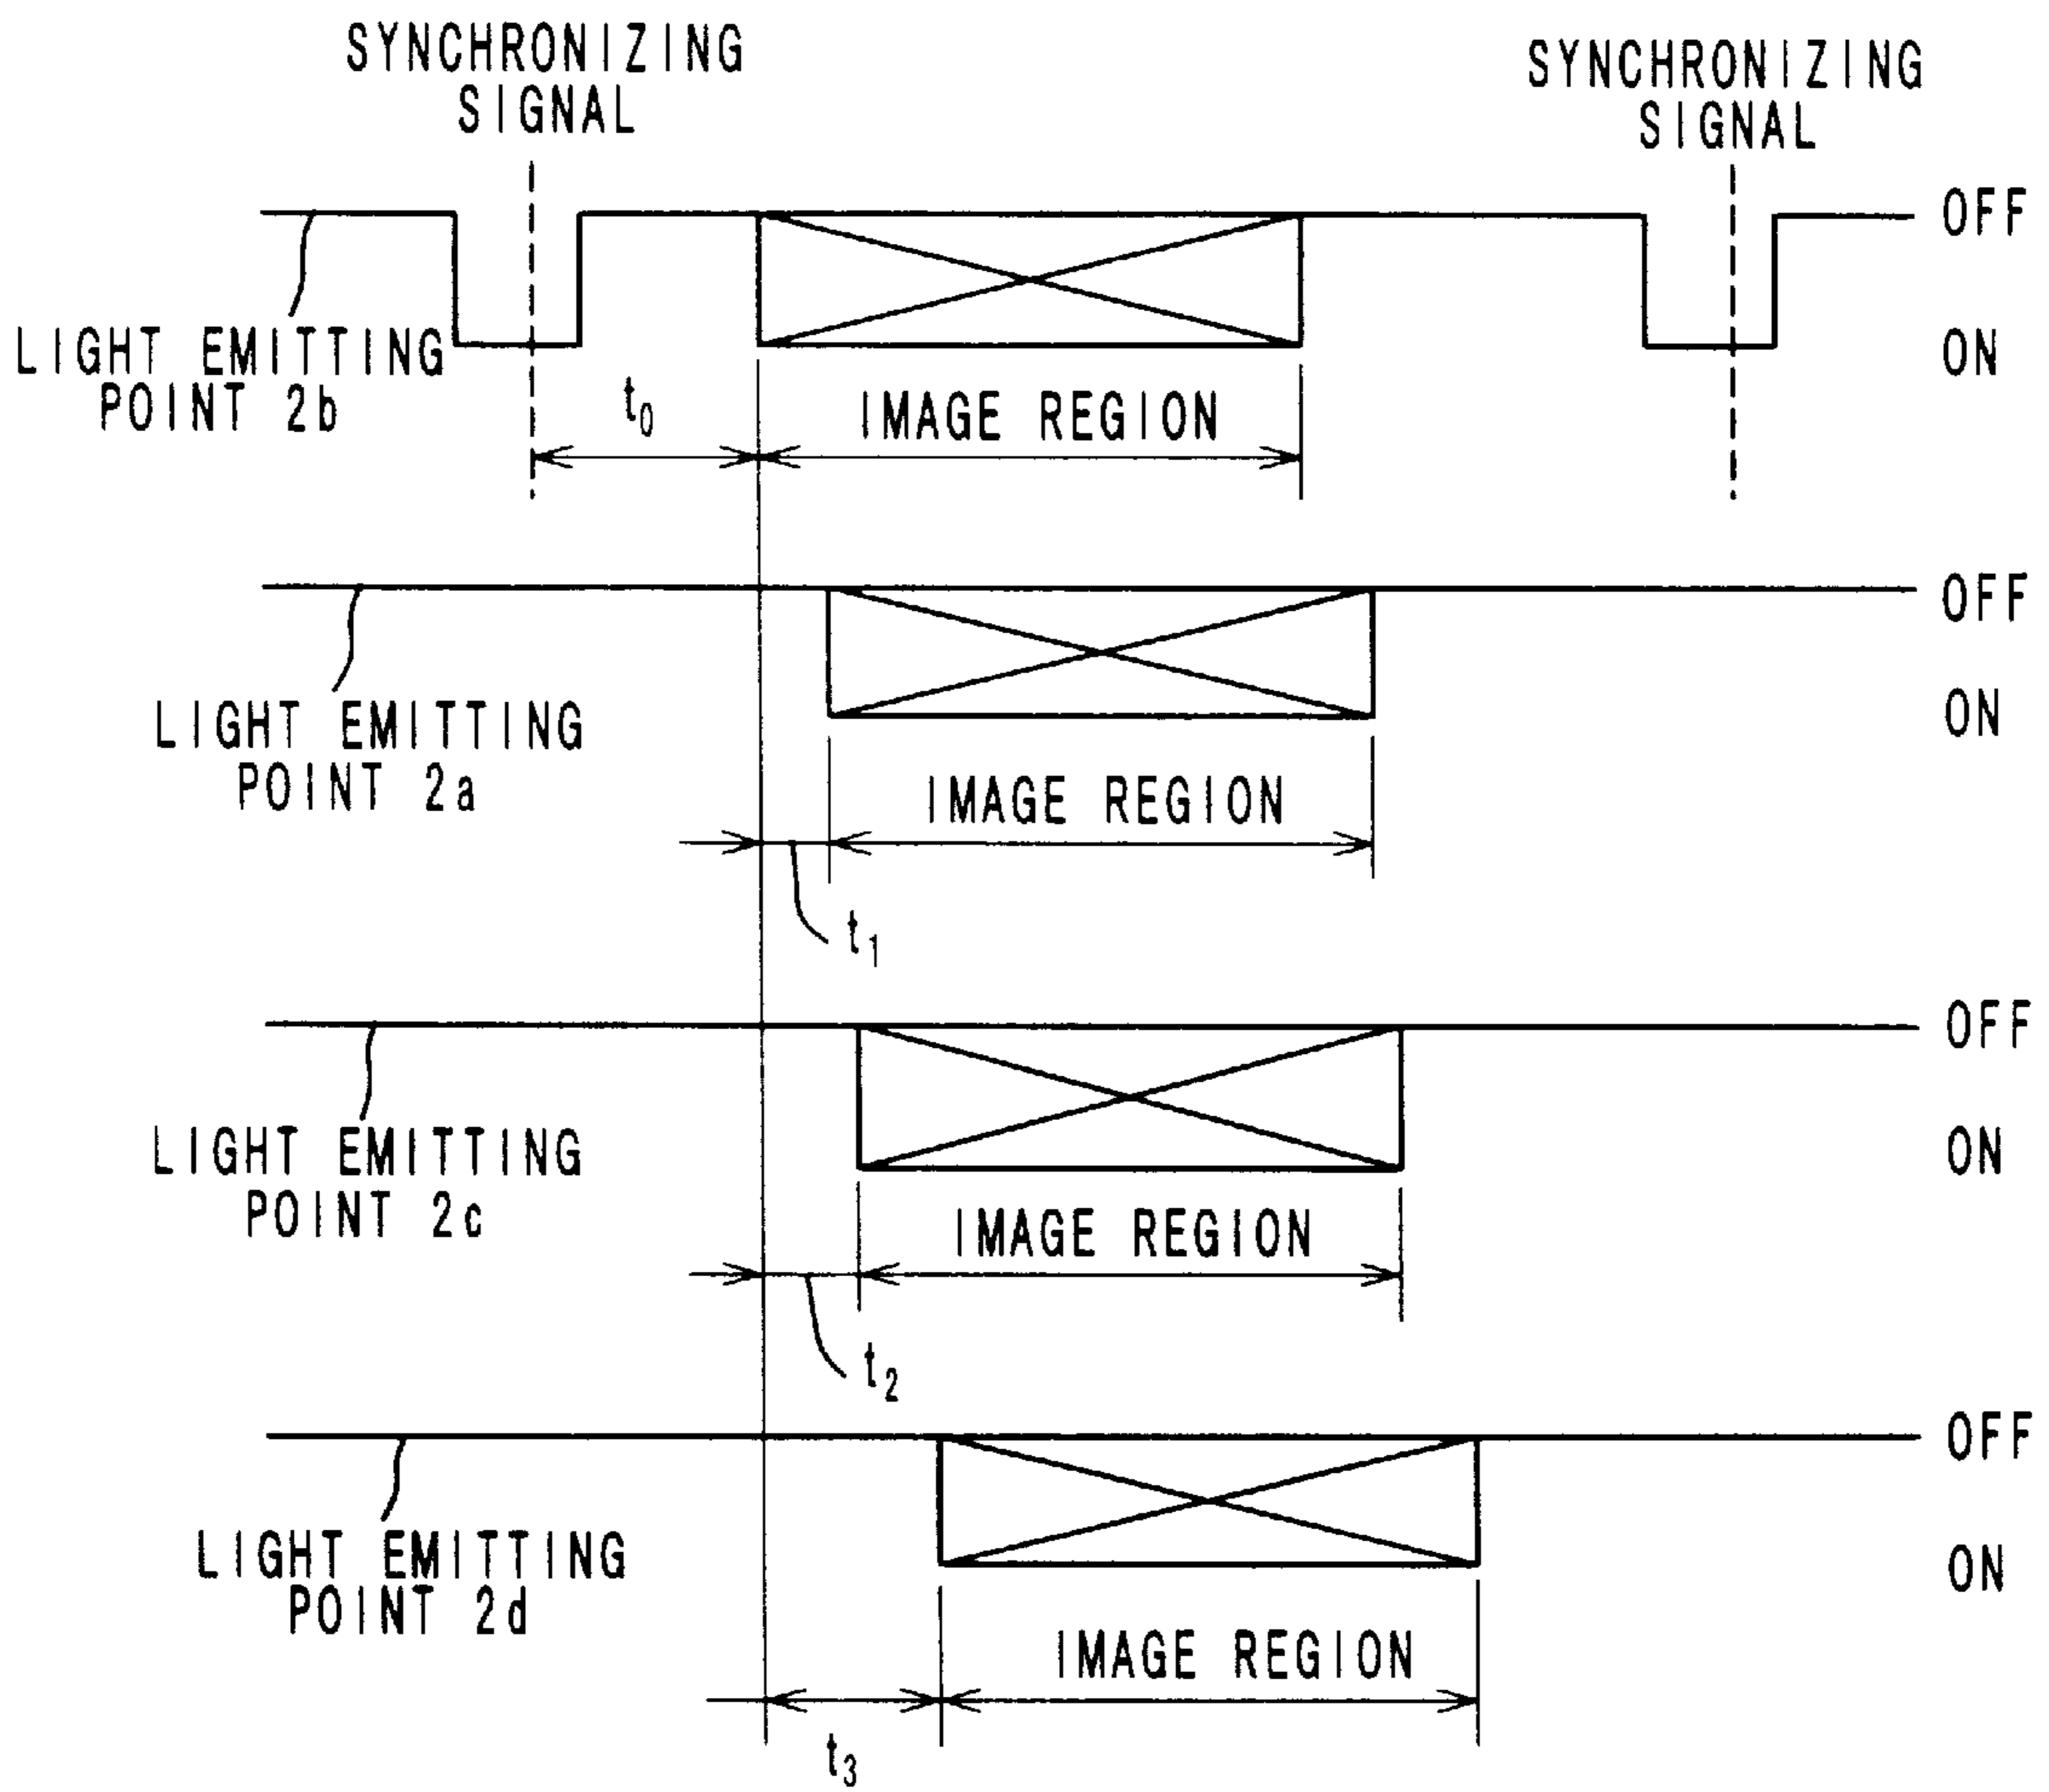 SYNCHRONIZING
SIGNAL
SYNCHRONIZING
SIGNAL
OFF
ON
LIGHT EMITTING
POINT 2b
t0
IMAGE REGION
OFF
ON
LIGHT EMITTING
POINT 2a
IMAGE REGION
t1
OFF
ON
LIGHT EMITTING
POINT 2c
IMAGE REGION
t2
OFF
ON
LIGHT EMITTING
POINT 2d
IMAGE REGION
t3